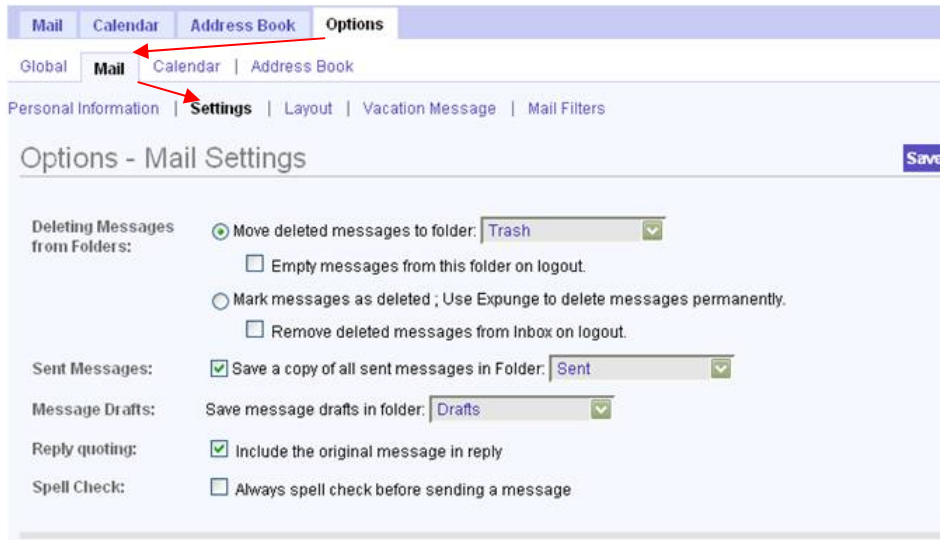 Mail Calendar Address Book Options
Global Mail Calendar | Address Book
Personal Information | Settings | Layout | Vacation Message | Mail Filters
Options - Mail Settings Save
Deleting Messages from Folders: Move deleted messages to folder: Trash
Empty messages from this folder on logout.
Mark messages as deleted ; Use Expunge to delete messages permanently.
Remove deleted messages from Inbox on logout.
Sent Messages: Save a copy of all sent messages in Folder: Sent
Message Drafts: Save message drafts in folder: Drafts
Reply quoting: Include the original message in reply
Spell Check: Always spell check before sending a message